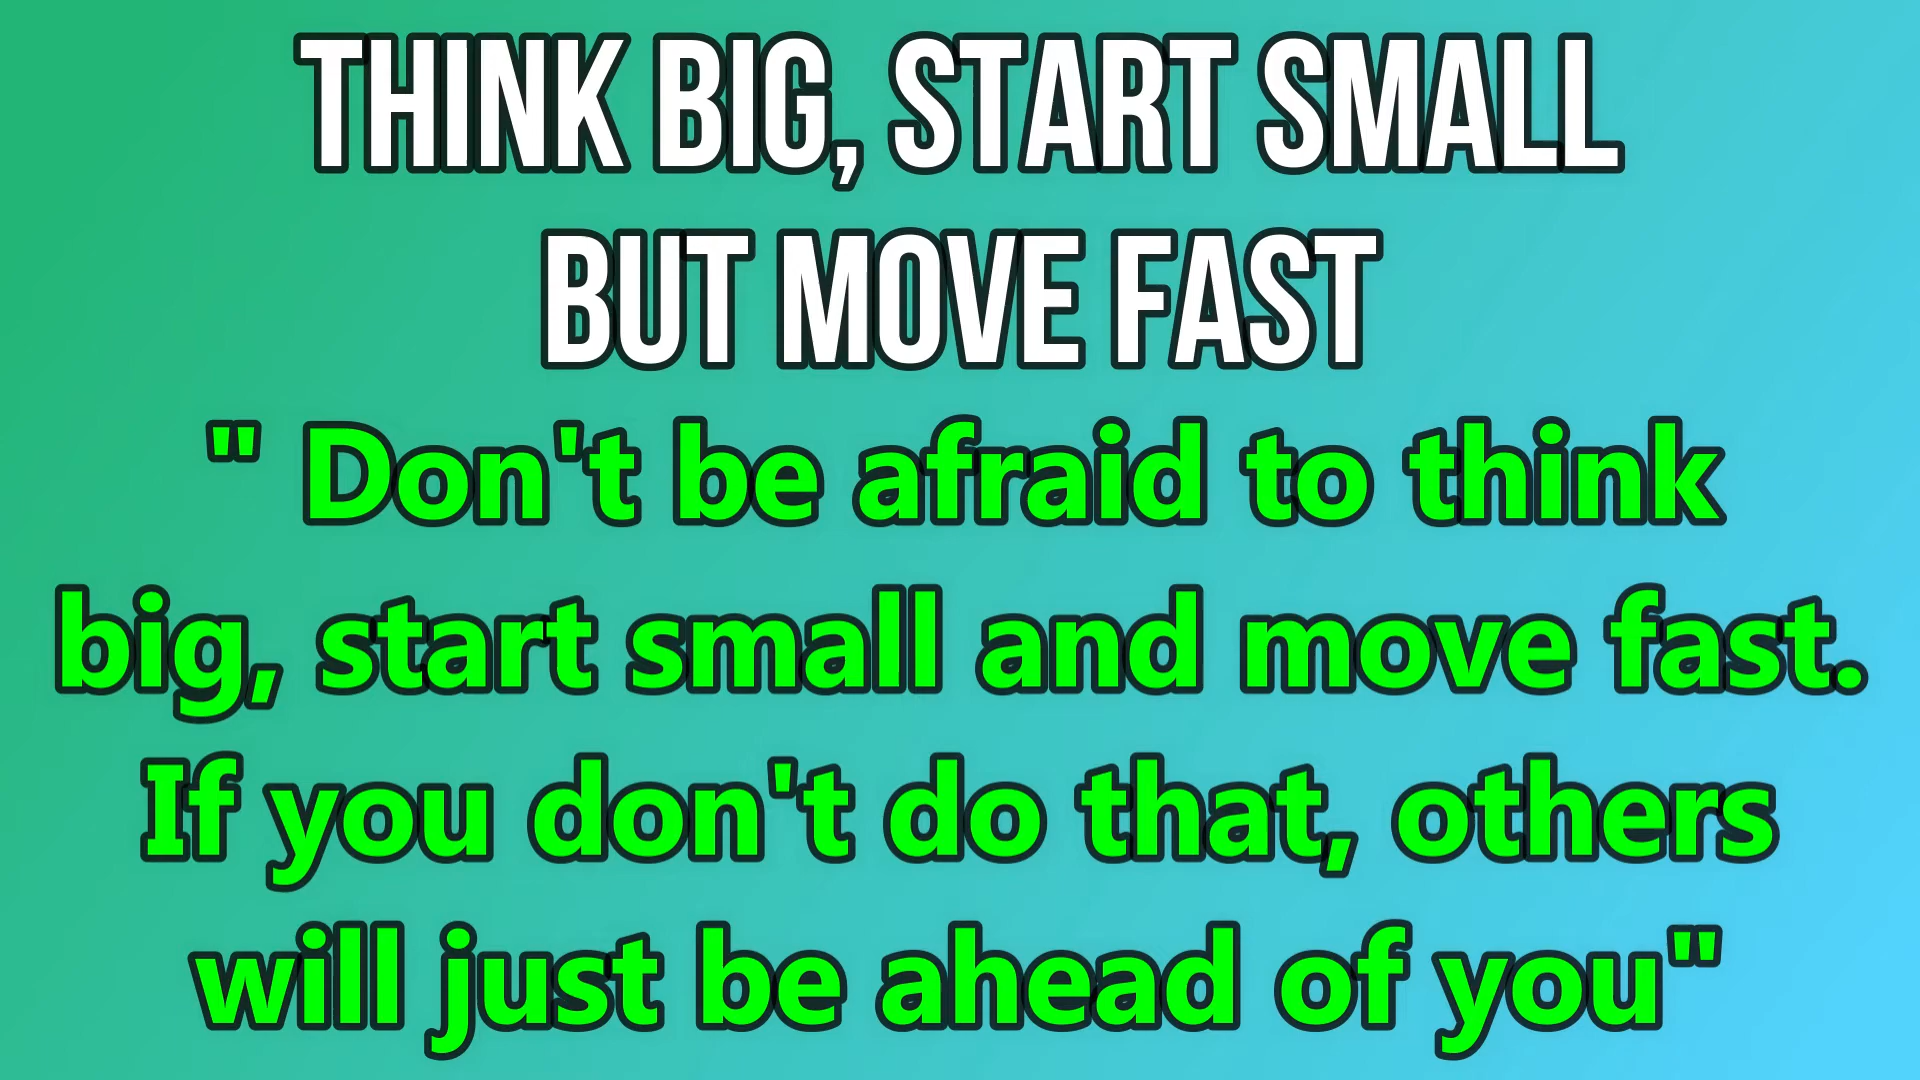 THINK BIG, START SMALL
BUT MOVE FAST
" Don't be afraid to think
big, start small and move fast.
If you don't do that, others
will just be ahead of you"